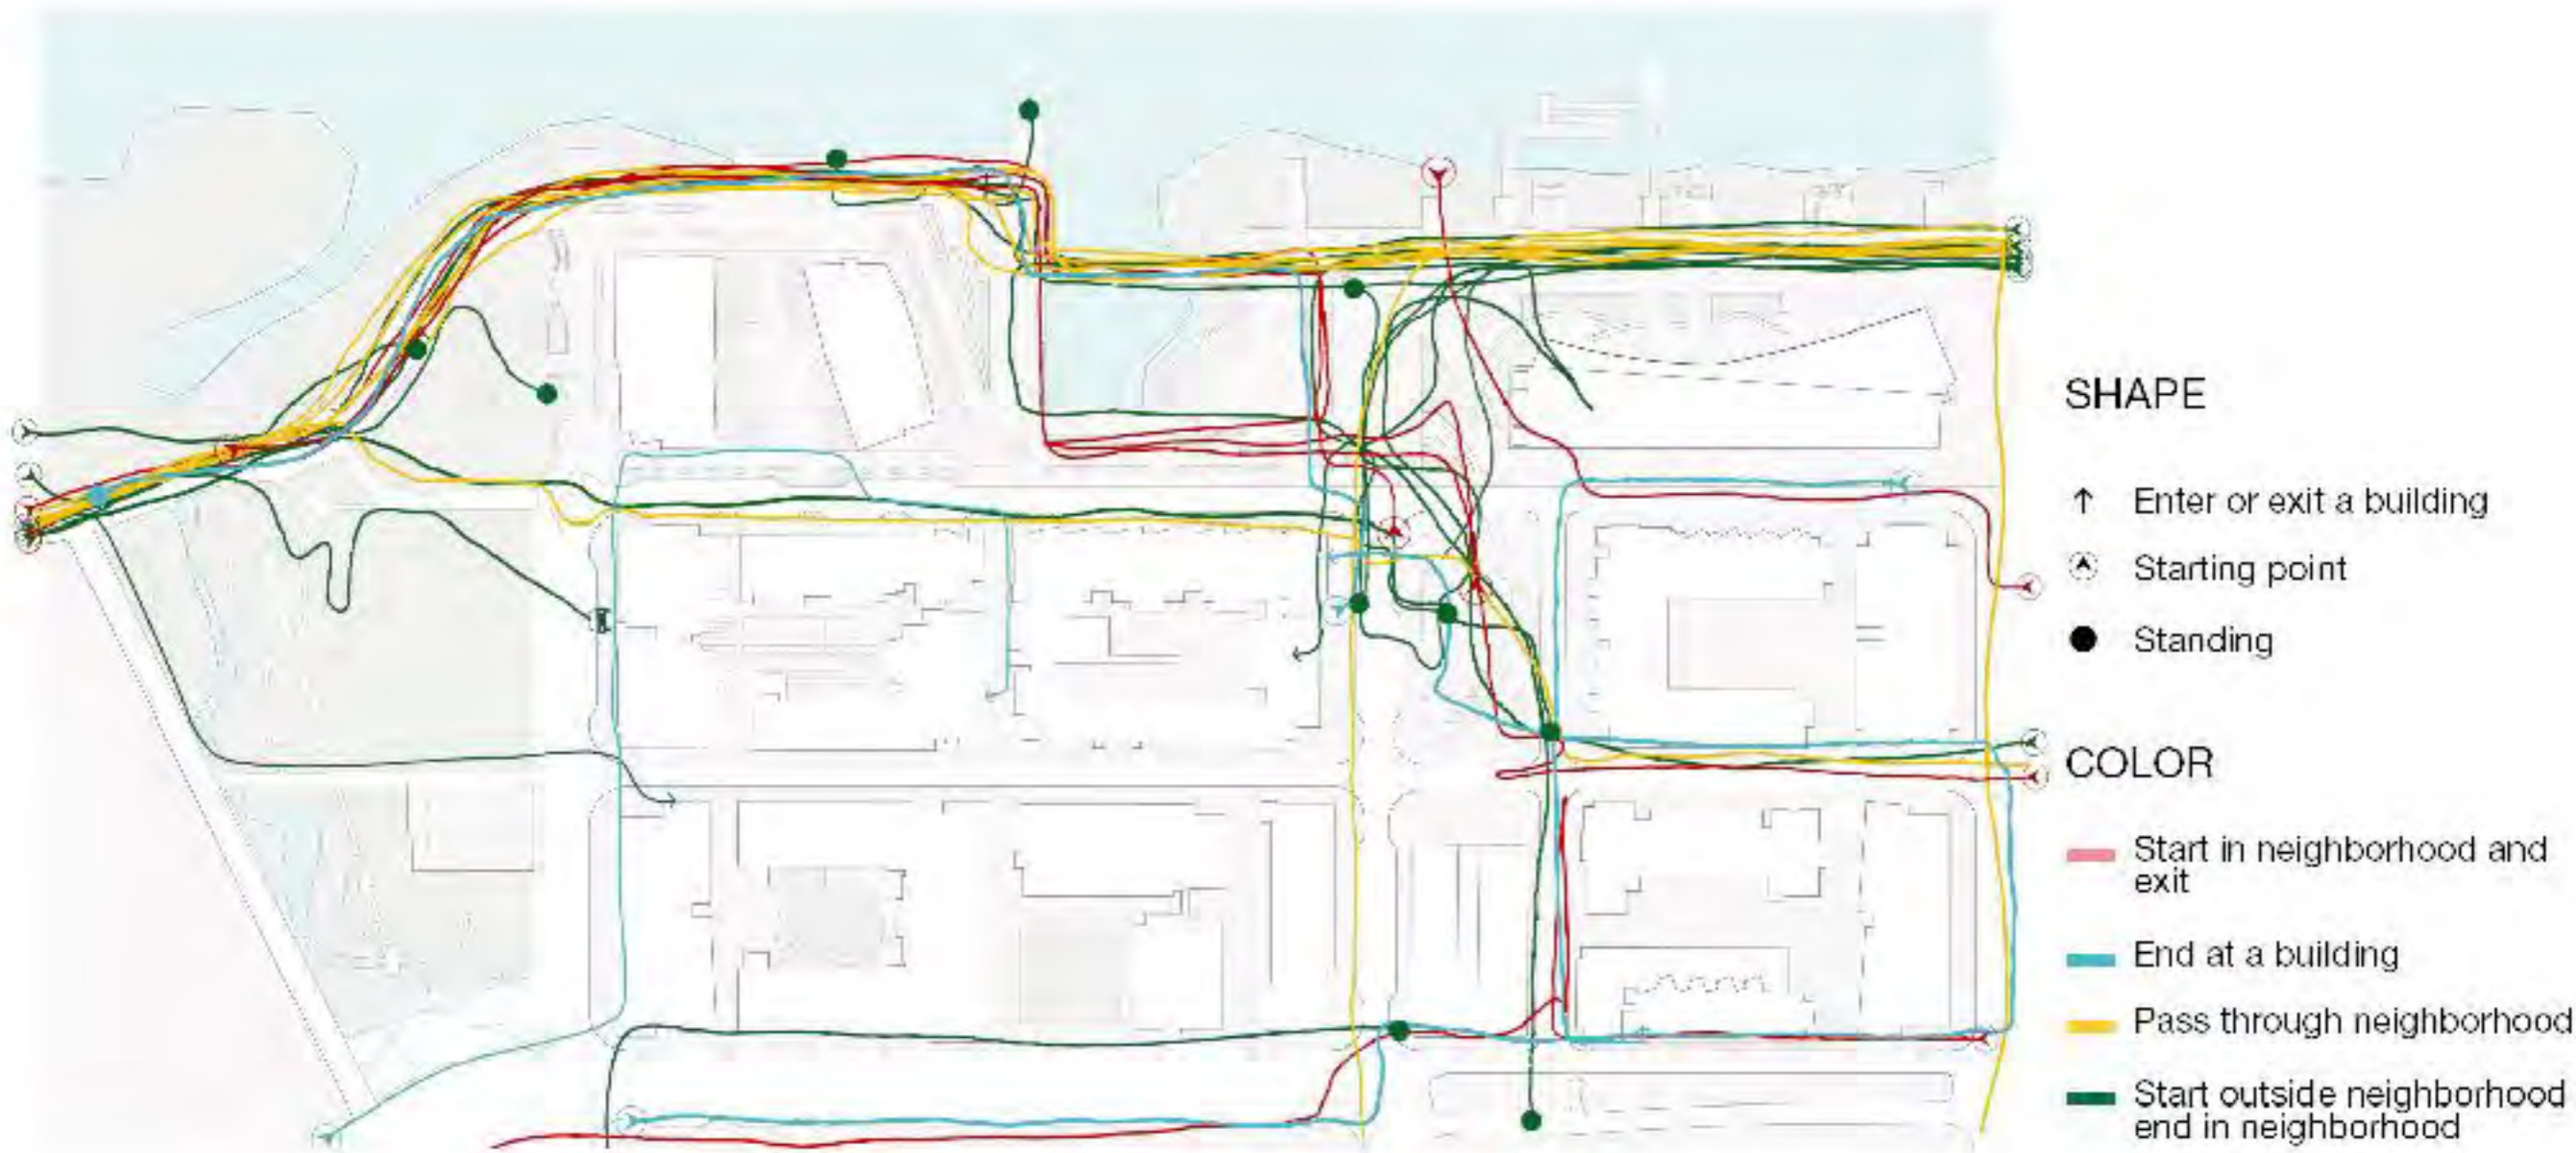 SHAPE
Enter or exit a building
Starting point
Standing
COLOR
Start in neighborhood and
exit
End at a building
Pass through neighborhood
Start outside neighborhood
end in neighborhood